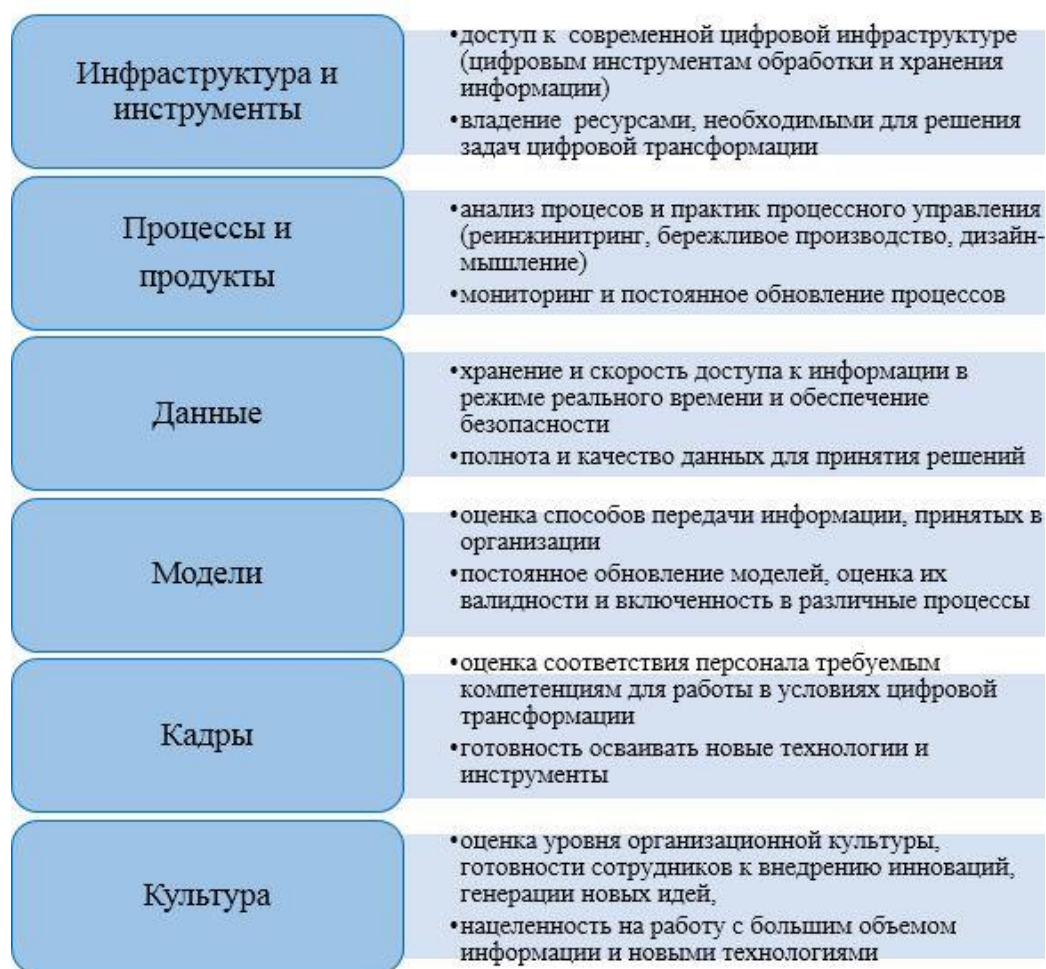 Инфраструктура и
инструменты
•доступ к современной цифровой инфраструктуре
(цифровым инструментам обработки и хранения
информации)
•владение ресурсами, необходимыми для решения
задач цифровой трансформации
Процессы и
продукты
•анализ процесов и практик процессного управления
(реинжинитринг, бережливое производство, дизайн-
мышление)
•мониторинг и постоянное обновление процессов
Данные
•хранение и скорость доступа к информации в
режиме реального времени и обеспечение
безопасности
•полнота и качество данных для принятия решений
Модели
•оценка способов передачи информации, принятых в
организации
•постоянное обновление моделей, оценка их
валидности и включенность в различные процессы
Кадры
•оценка соответствия персонала требуемым
компетенциям для работы в условиях цифровой
трансформации
•готовность осваивать новые технологии и
инструменты
Культура
•оценка уровня организационной культуры,
готовности сотрудников к внедрению инноваций,
генерации новых идей,
•нацеленность на работу с большим объемом
информации и новыми технологиями